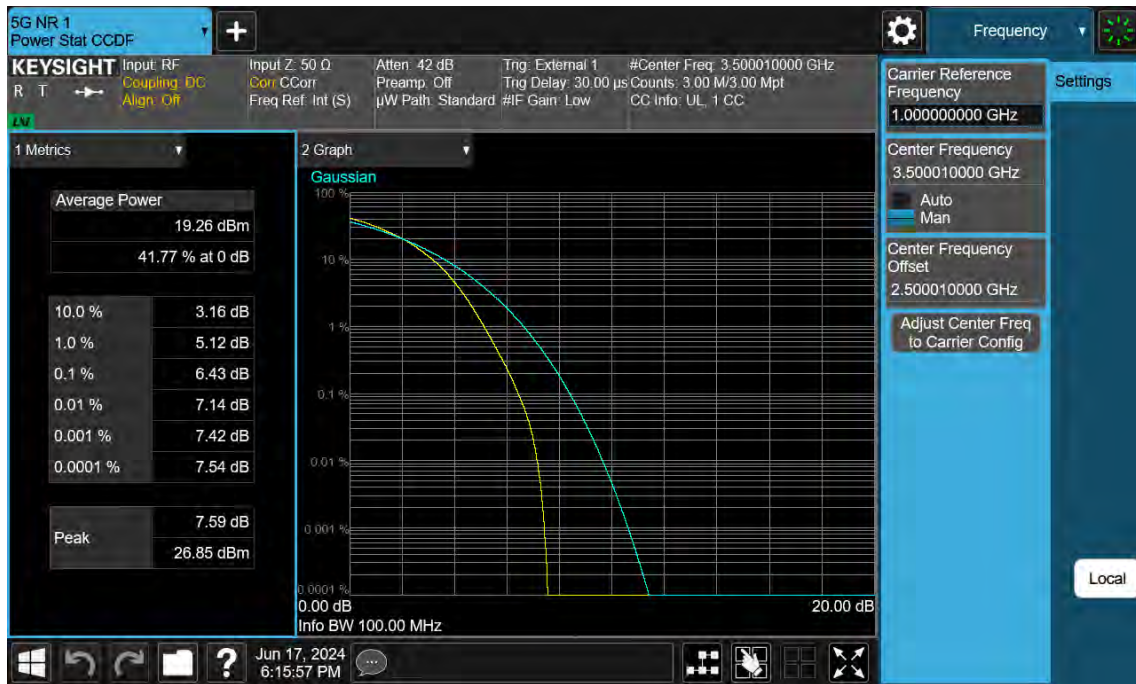 5G NR 1
Power Stat CCDF
+
Frequency
KEYSIGHT
R T
LXI
Input: RF
Coupling: DC
Align: Off
Input Z: 50 Ω
Corr CCorr
Freq Ref: Int (S)
Atten: 42 dB
Preamp: Off
µW Path: Standard
Trig: External 1
Trig Delay: 30.00 µs
#IF Gain: Low
#Center Freq: 3.500010000 GHz
Counts: 3.00 M/3.00 Mpt
CC Info: UL, 1 CC
Carrier Reference
Frequency
1.000000000 GHz
Settings
Center Frequency
3.500010000 GHz
Auto
Man
Center Frequency
Offset
2.500010000 GHz
Adjust Center Freq
to Carrier Config
Local
1 Metrics
Average Power
19.26 dBm
41.77 % at 0 dB
10.0 % 3.16 dB
1.0 % 5.12 dB
0.1 % 6.43 dB
0.01 % 7.14 dB
0.001 % 7.42 dB
0.0001 % 7.54 dB
Peak
7.59 dB
26.85 dBm
2 Graph
Gaussian
100 %
10 %
1 %
0.1 %
0.01 %
0.001 %
0.0001 %
0.00 dB 20.00 dB
Info BW 100.00 MHz
?
Jun 17, 2024
6:15:57 PM